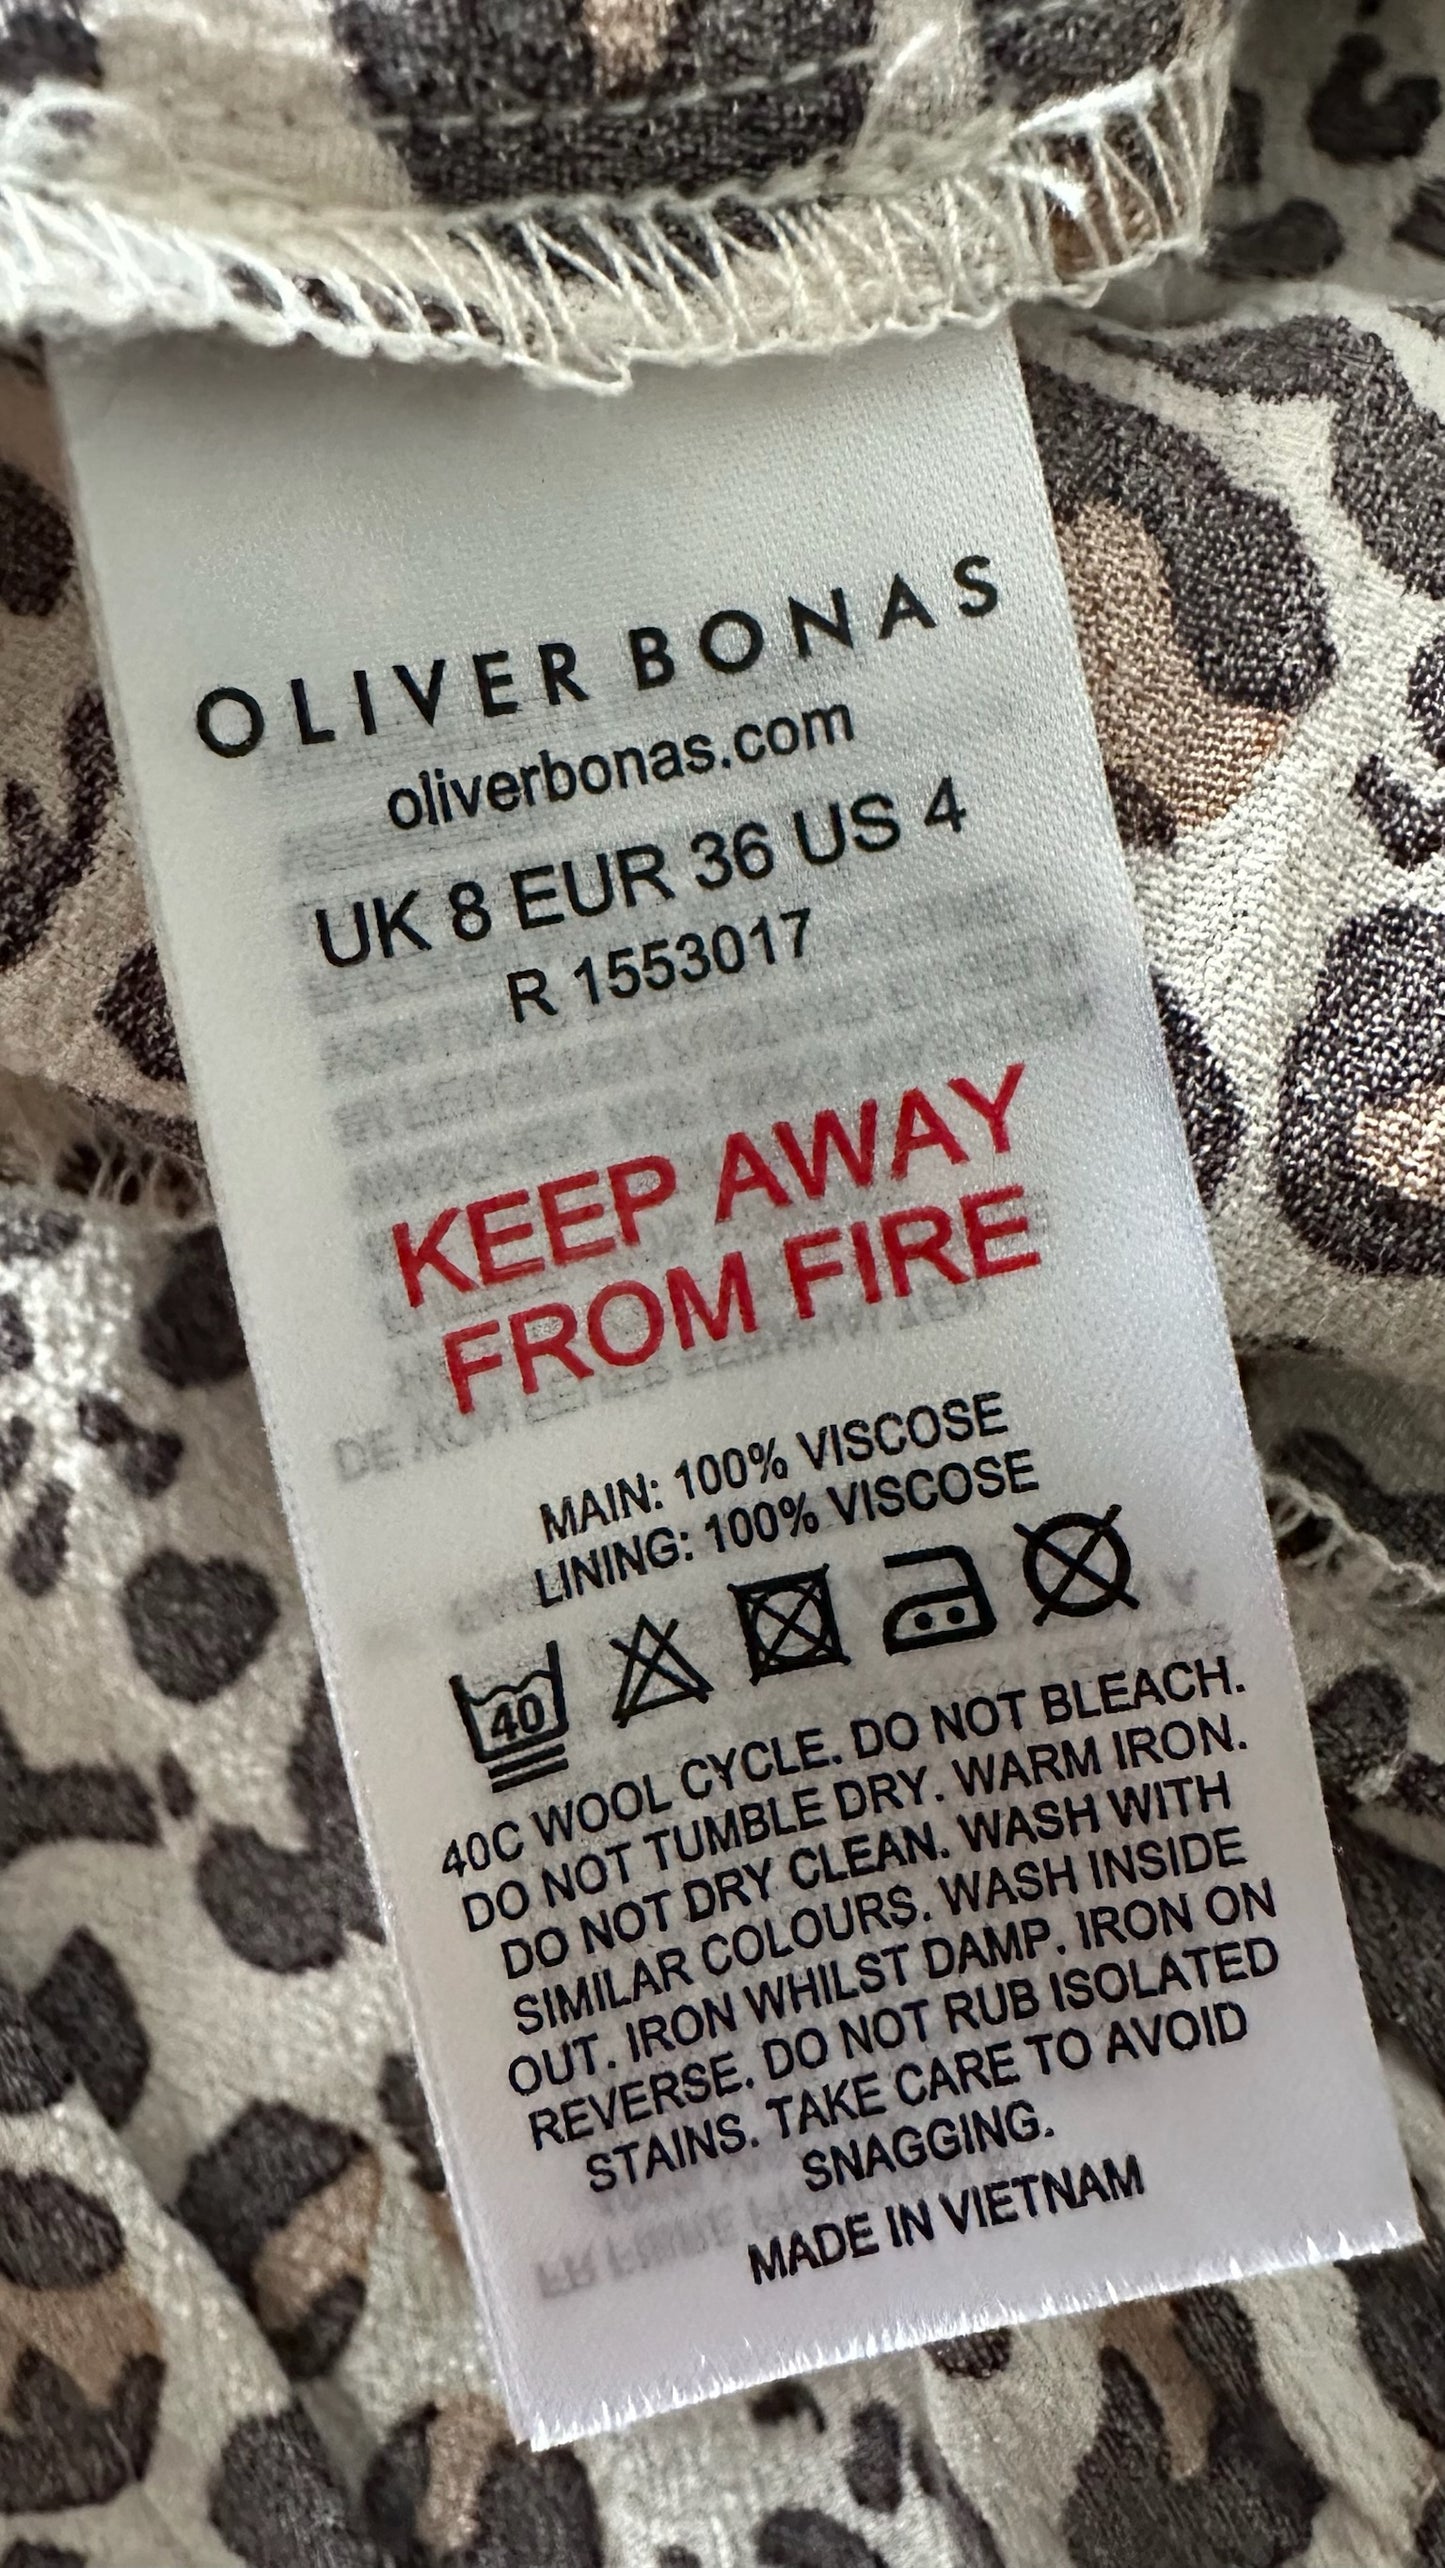 OLIVER BONAS
oliverbonas.com
UK 8 EUR 36 US 4
R 1553017
KEEP AWAY
FROM FIRE
MAIN: 100% VISCOSE
LINING: 100% VISCOSE
40
40C WOOL CYCLE. DO NOT BLEACH.
DO NOT TUMBLE DRY. WARM IRON.
DO NOT DRY CLEAN. WASH WITH
SIMILAR COLOURS. WASH INSIDE
OUT. IRON WHILST DAMP. IRON ON
REVERSE. DO NOT RUB ISOLATED
STAINS. TAKE CARE TO AVOID
SNAGGING.
MADE IN VIETNAM